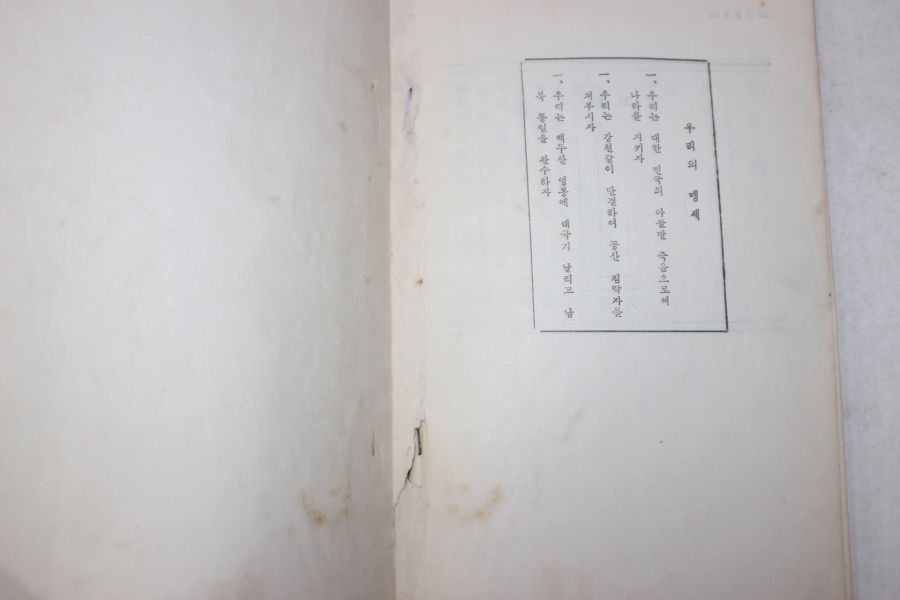 우리의 맹세
一、우리는 대한 민국의 아들딸 죽음으로써
나라를 지키자
一、우리는 강철같이 단결하여 공산 침략자를
쳐부시자
一、우리는 백두산 영봉에 태극기 날리고 남
북 통일을 완수하자